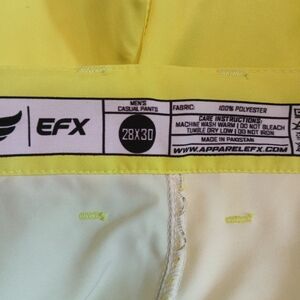 EFX
MEN'S
CASUAL PANTS
28X30
FABRIC: 100% POLYESTER
CARE INSTRUCTIONS:
MACHINE WASH WARM I DO NOT BLEACH
TUMBLE DRY LOW I DO NOT IRON
MADE IN PAKISTAN
WWW.APPARELEFX.COM